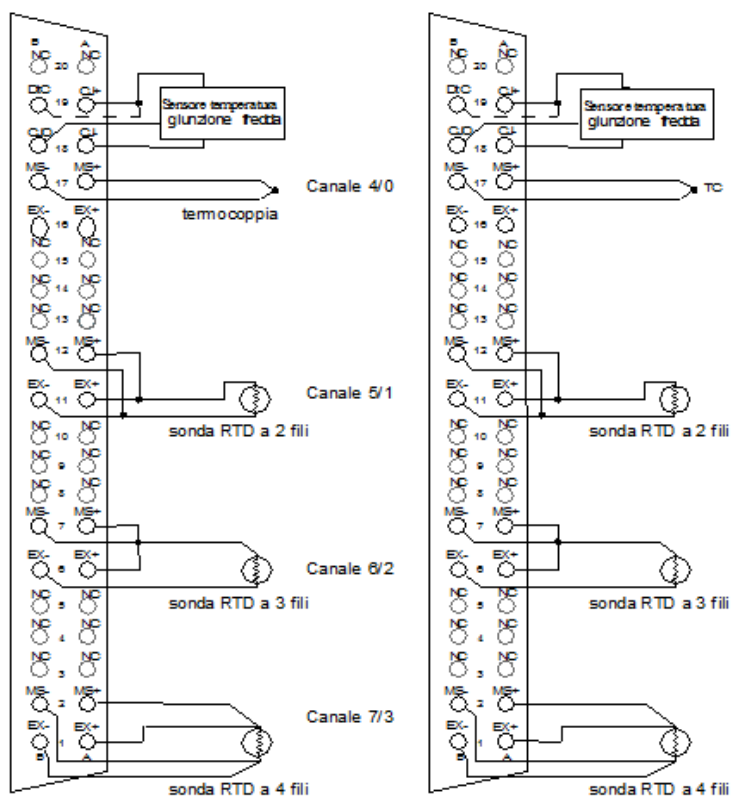 B A
NC NC
20
DtC CJ+
19
Sensore temperatura
giunzione fredda
CJ+
18
MS- MS+
17
Canale 4/0
termocoppia
EX- EX+
16
NC NC
15
NC NC
14
NC NC
13
MS- MS+
12
Canale 5/1
EX- EX+
11
sonda RTD a 2 fili
NC NC
10
NC NC
9
NC NC
8
MS- MS+
7
Canale 6/2
EX- EX+
6
sonda RTD a 3 fili
NC NC
5
NC NC
4
NC NC
3
MS- MS+
2
Canale 7/3
EX- EX+
1
B A
sonda RTD a 4 fili
B A
NC NC
20
DtC CJ+
19
Sensore temperatura
giunzione fredda
18
MS- MS+
17
TC
EX- EX+
16
NC NC
15
NC NC
14
NC NC
13
MS- MS+
12
EX- EX+
11
sonda RTD a 2 fili
NC NC
10
NC NC
9
NC NC
8
MS- MS+
7
EX- EX+
6
sonda RTD a 3 fili
NC NC
5
NC NC
4
NC NC
3
MS- MS+
2
EX- EX+
1
B A
sonda RTD a 4 fili